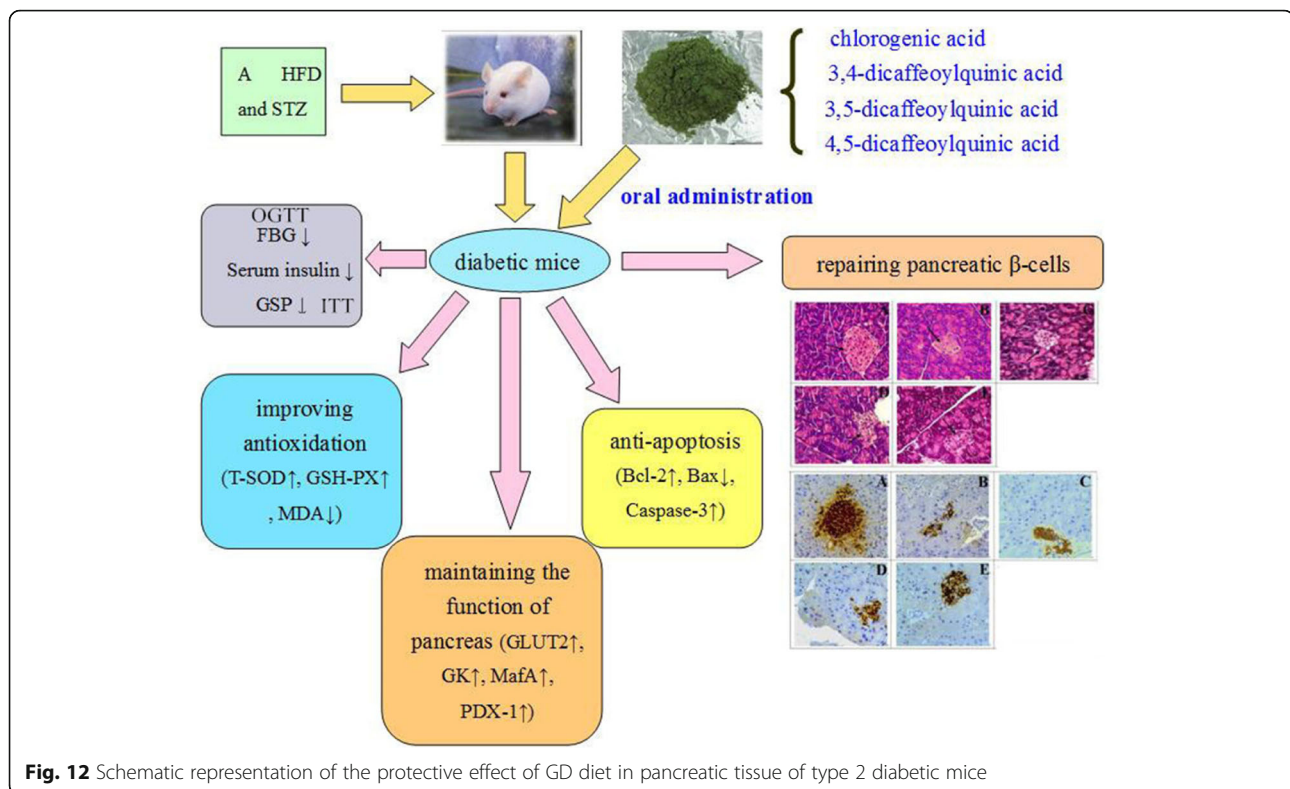 A HFD
and STZ
chlorogenic acid
3,4-dicaffeoylquinic acid
3,5-dicaffeoylquinic acid
4,5-dicaffeoylquinic acid
oral administration
OGTT
FBG↓
Serum insulin↓
GSP↓ ITT
diabetic mice
repairing pancreatic β-cells
improving
antioxidation
(T-SOD↑, GSH-PX↑
, MDA↓)
anti-apoptosis
(Bcl-2↑, Bax↓,
Caspase-3↑)
maintaining the
function of
pancreas (GLUT2↑,
GK↑, MafA↑,
PDX-1↑)
A B
A B C
D E
Fig. 12 Schematic representation of the protective effect of GD diet in pancreatic tissue of type 2 diabetic mice